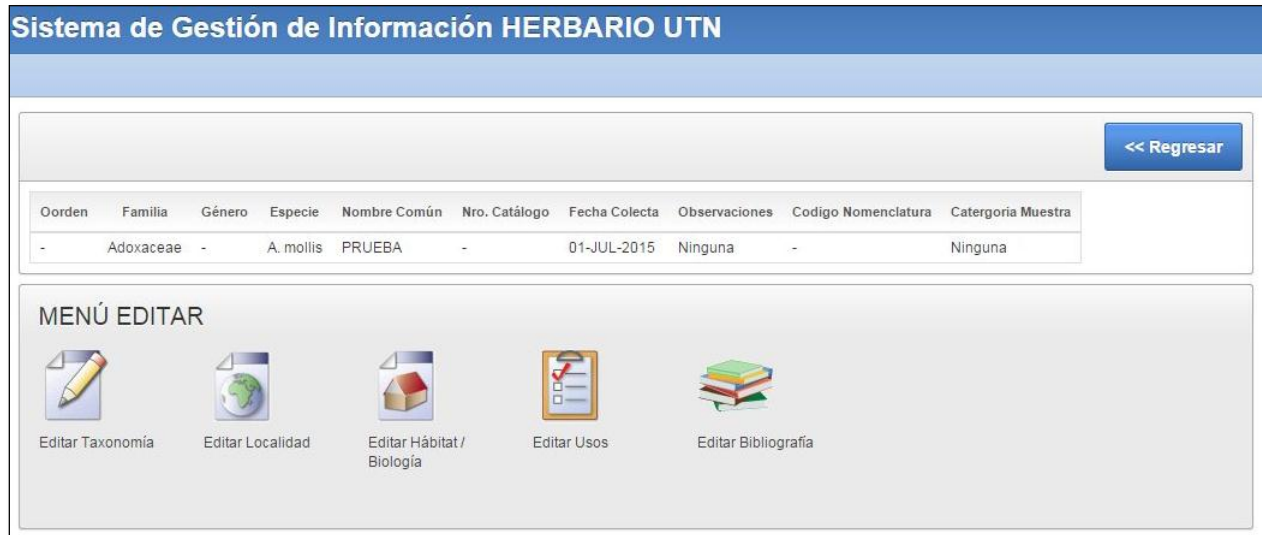 Sistema de Gestión de Información HERBARIO UTN
<< Regresar
Oorden Familia Género Especie Nombre Común Nro. Catálogo Fecha Colecta Observaciones Codigo Nomenclatura Catergoria Muestra
- Adoxaceae - A. mollis PRUEBA - 01-JUL-2015 Ninguna - Ninguna
MENÚ EDITAR
Editar Taxonomía Editar Localidad Editar Hábitat / Editar Usos Editar Bibliografía
Biología